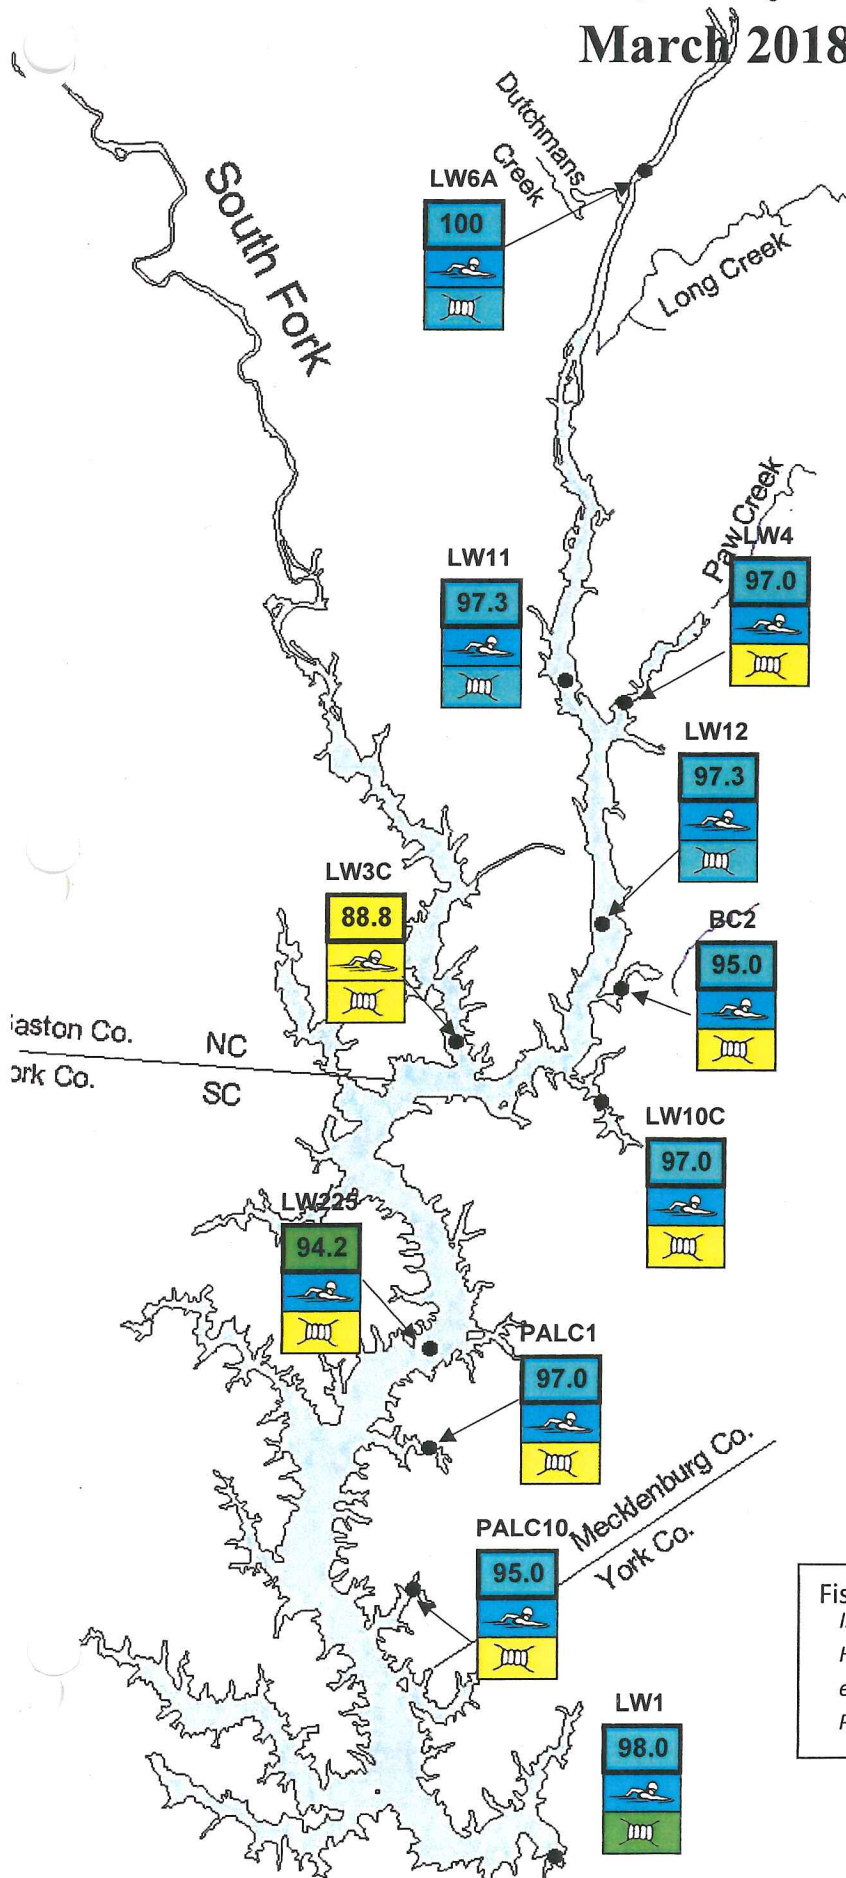 March 2018
Dutchmans
Creek
LW6A
100
South Fork
Long Creek
Paw Creek
LW4
97.0
LW11
97.3
LW12
97.3
LW3C
88.8
BC2
95.0
aston Co.
NC
ork Co.
SC
LW10C
97.0
LW225
94.2
PALC1
97.0
Mecklenburg Co.
York Co.
PALC10
95.0
Fis
LW1
98.0